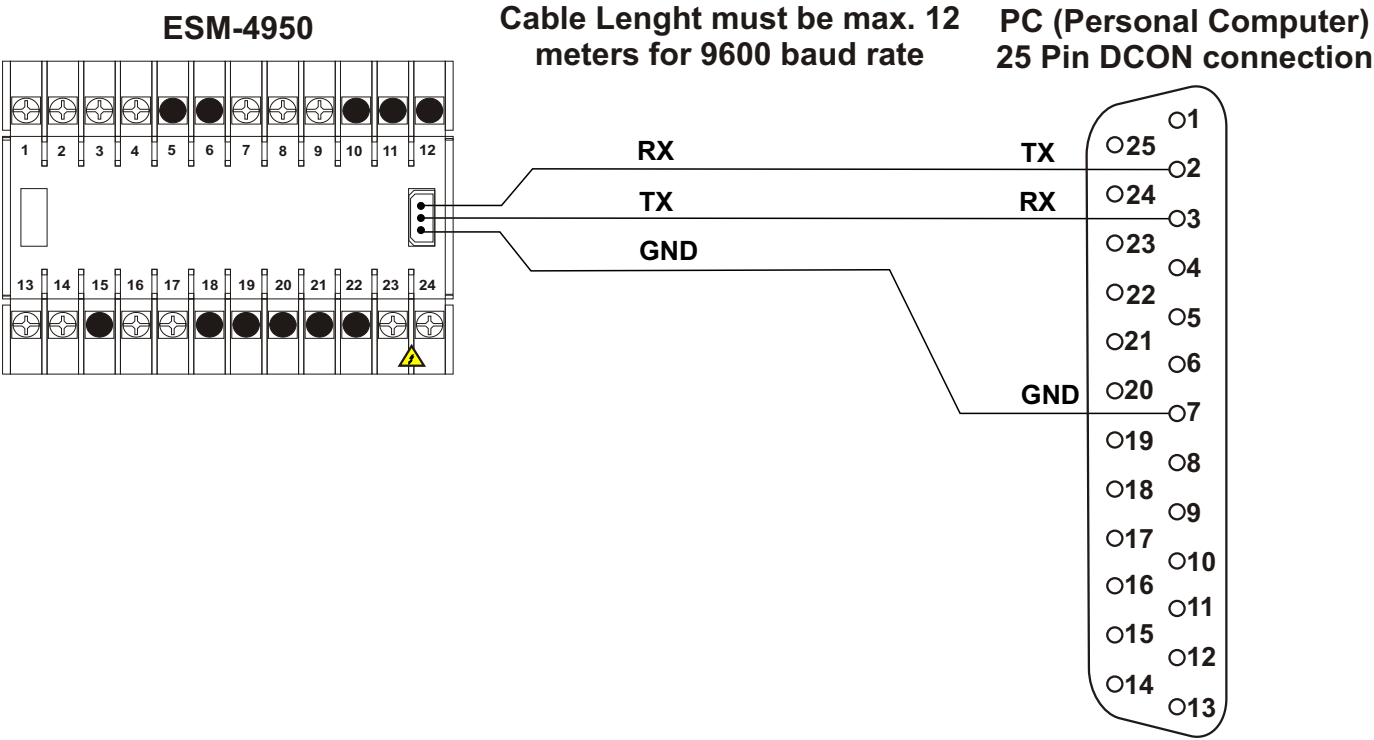 ESM-4950
Cable Lenght must be max. 12
meters for 9600 baud rate
PC (Personal Computer)
25 Pin DCON connection
1 2 3 4 5 6 7 8 9 10 11 12
13 14 15 16 17 18 19 20 21 22 23 24
RX
TX
TX
RX
GND
GND
1
25
2
24
3
23
4
22
5
21
6
20
7
19
8
18
9
17
10
16
11
15
12
14
13